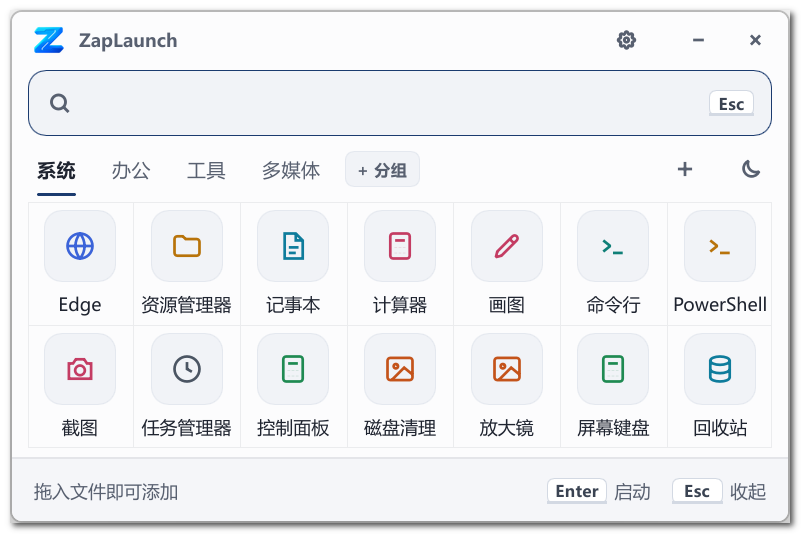 ZapLaunch
Esc
系统 办公 工具 多媒体 + 分组
Edge 资源管理器 记事本 计算器 画图 命令行 PowerShell
截图 任务管理器 控制面板 磁盘清理 放大镜 屏幕键盘 回收站
拖入文件即可添加 Enter 启动 Esc 收起